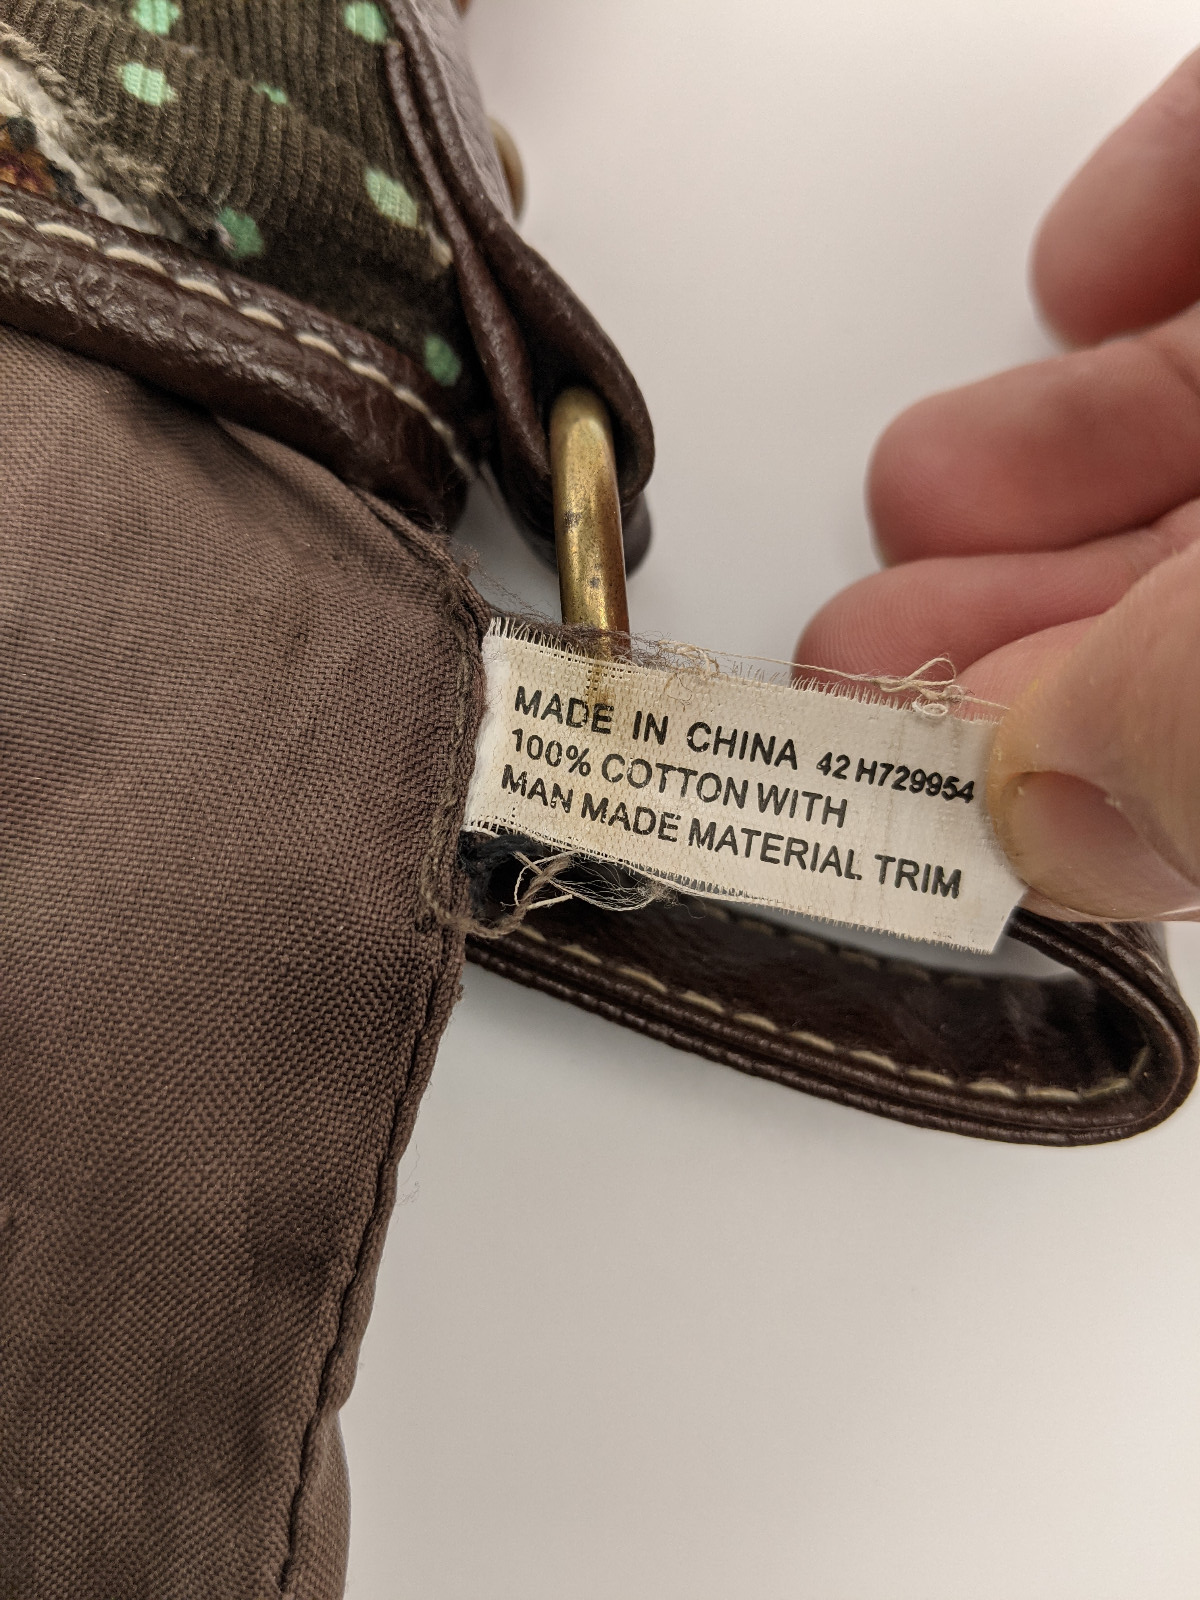 MADE IN CHINA 42 H729954
100% COTTON WITH
MAN MADE MATERIAL TRIM